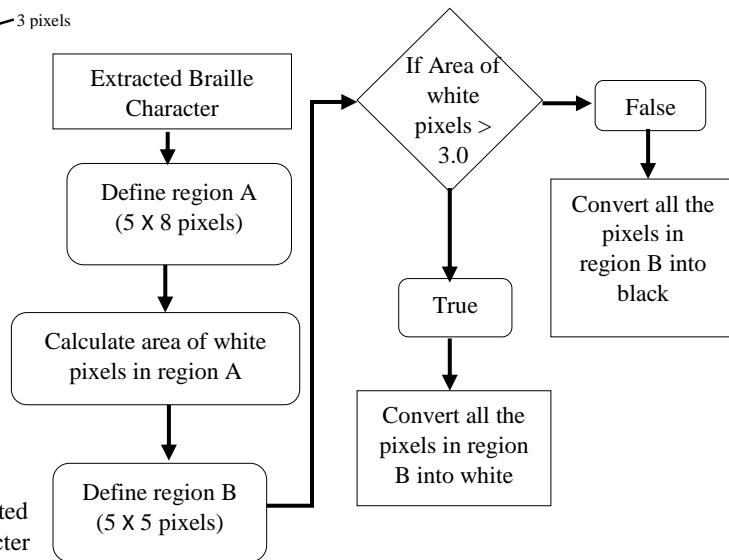 3 pixels
Extracted Braille
Character
Define region A
(5 X 8 pixels)
Calculate area of white
pixels in region A
Define region B
(5 X 5 pixels)
If Area of
white
pixels >
3.0
True
Convert all the
pixels in region
B into white
False
Convert all the
pixels in
region B into
black
ted
cter